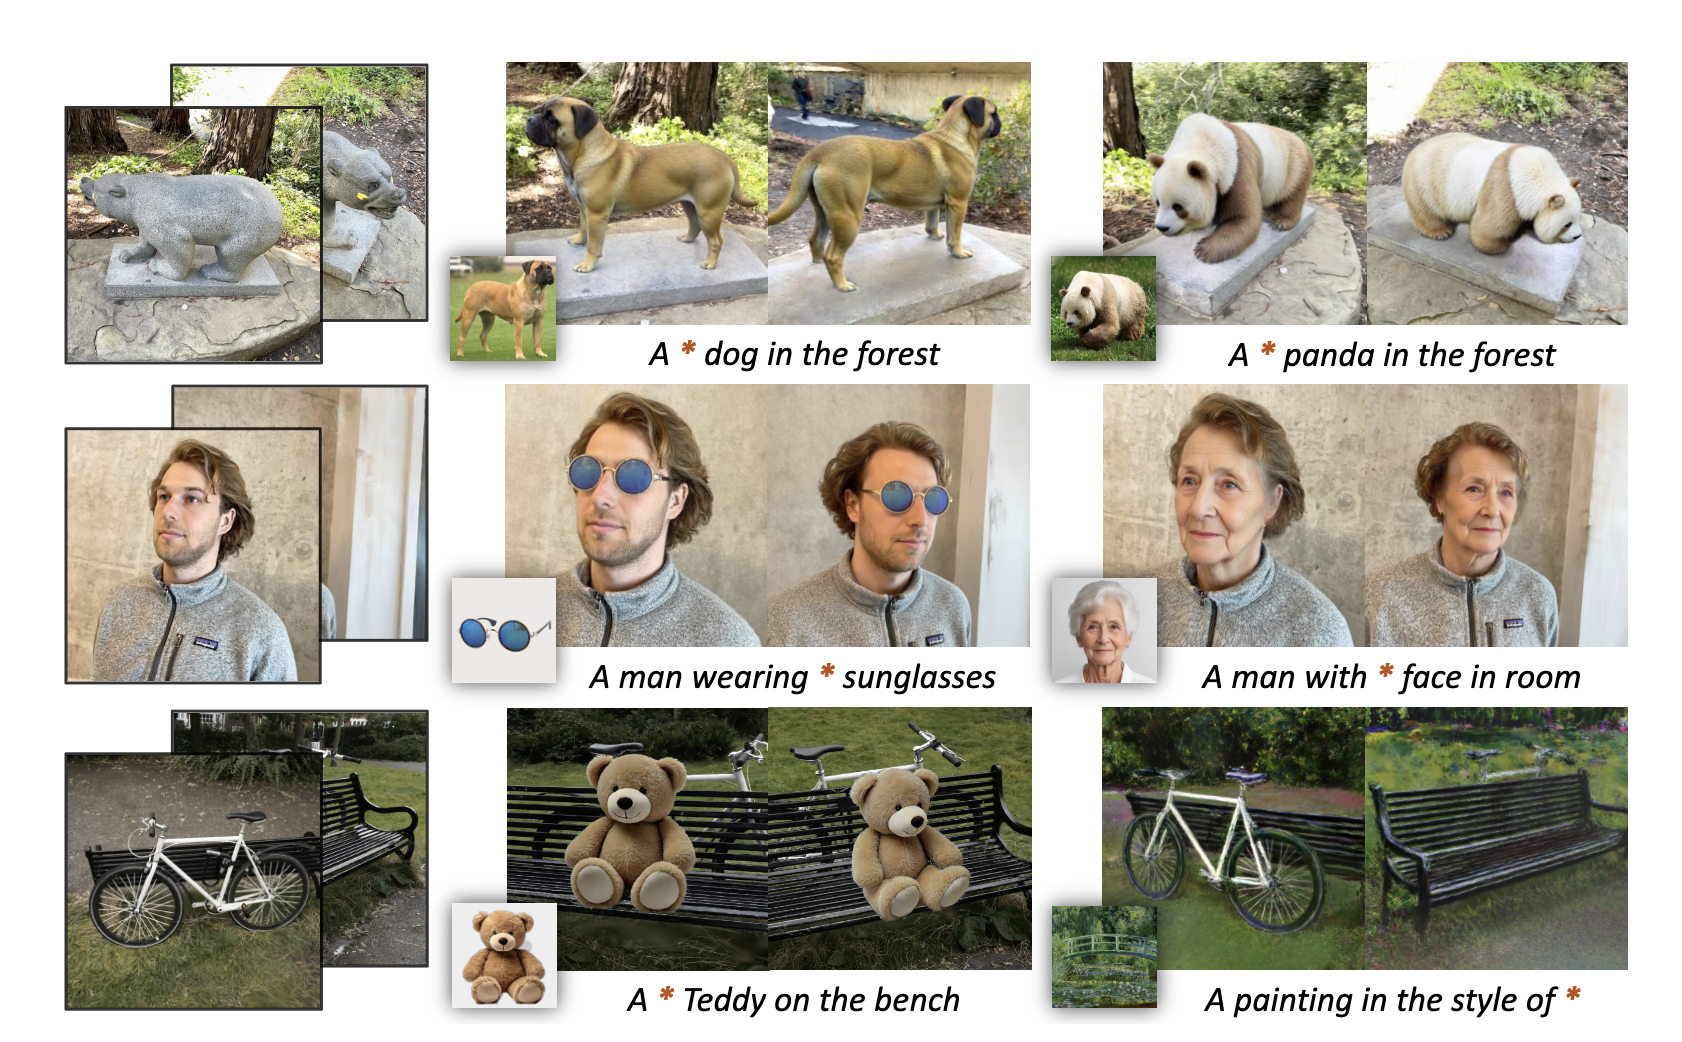 A * dog in the forest
A * panda in the forest
A man wearing * sunglasses
A man with * face in room
A * Teddy on the bench
A painting in the style of *